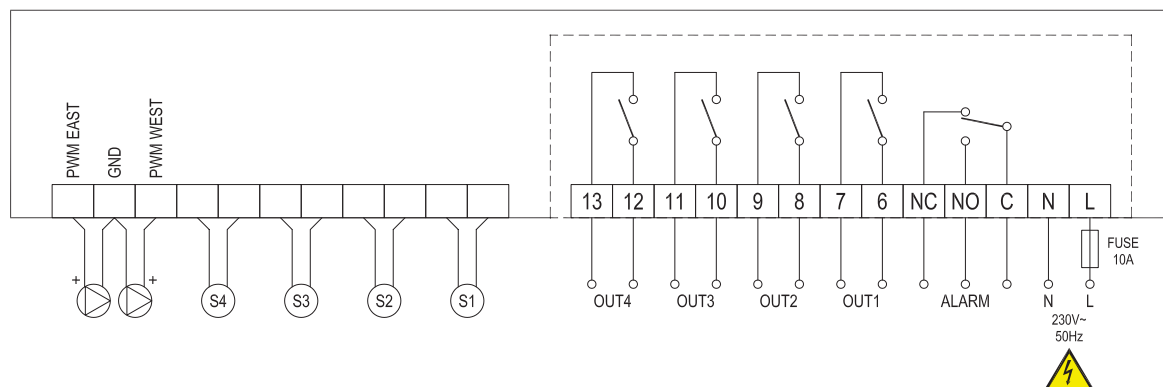 PWM EAST
GND
PWM WEST
13 12 11 10 9 8 7 6 NC NO C N L
FUSE
10A
+ + S4 S3 S2 S1
OUT4 OUT3 OUT2 OUT1 ALARM N L
230V~
50Hz